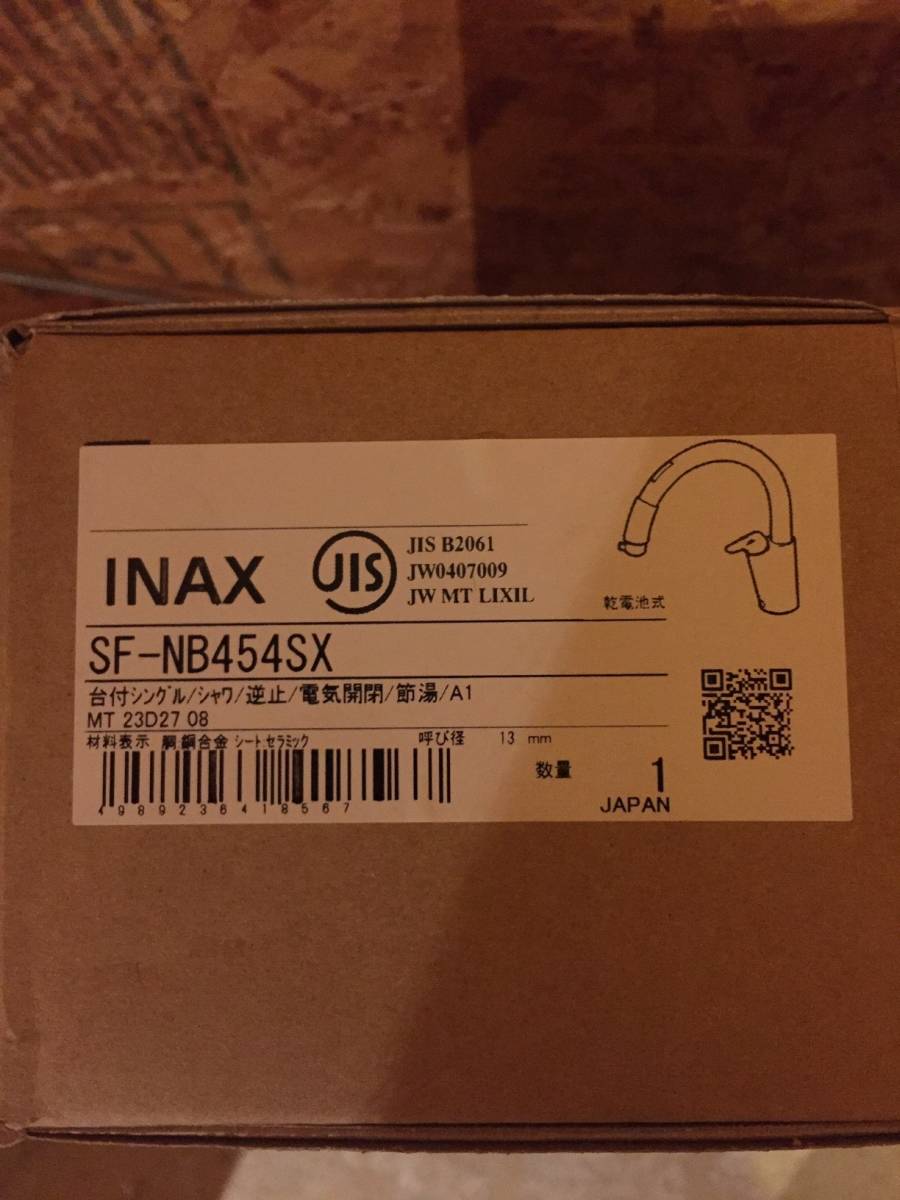 INAX
JIS
JIS B2061
JW0407009
JW MT LIXIL
乾電池式
SF-NB454SX
台付シングル/シャワ/逆止/電気開閉/節湯/A1
MT 23D27 08
材料表示 胴:銅合金 シート:セラミック 呼び径 13 mm
4989236418567
数量 1
JAPAN